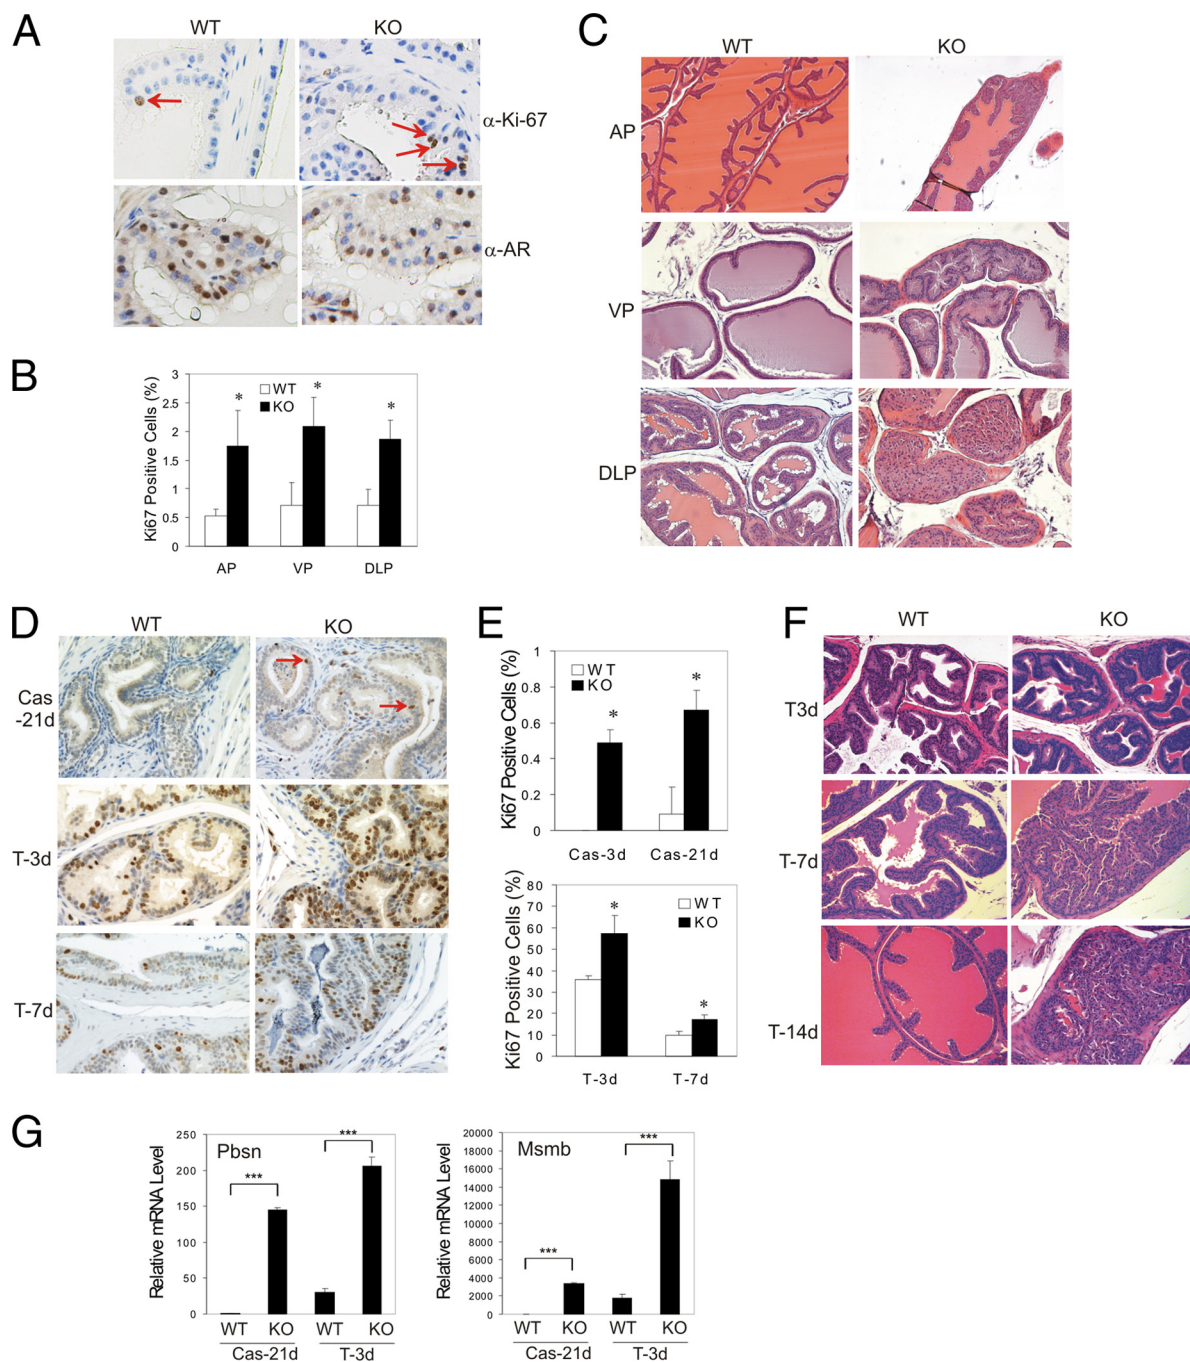 A
WT
KO
α-Ki-67
α-AR
B
Ki67 Positive Cells (%)
3
2.5
2
1.5
1
0.5
0
WT
KO
*
*
*
AP
VP
DLP
C
WT
KO
AP
VP
DLP
D
WT
KO
Cas
-21d
T-3d
T-7d
E
Ki67 Positive Cells (%)
1
0.8
0.6
0.4
0.2
0
WT
KO
*
*
Cas-3d
Cas-21d
Ki67 Positive Cells (%)
80
70
60
50
40
30
20
10
0
WT
KO
*
*
T-3d
T-7d
F
WT
KO
T3d
T-7d
T-14d
G
Relative mRNA Level
250
200
150
100
50
0
Pbsn
***
***
WT
KO
WT
KO
Cas-21d
T-3d
Relative mRNA Level
20000
18000
16000
14000
12000
10000
8000
6000
4000
2000
0
Msmb
***
***
WT
KO
WT
KO
Cas-21d
T-3d